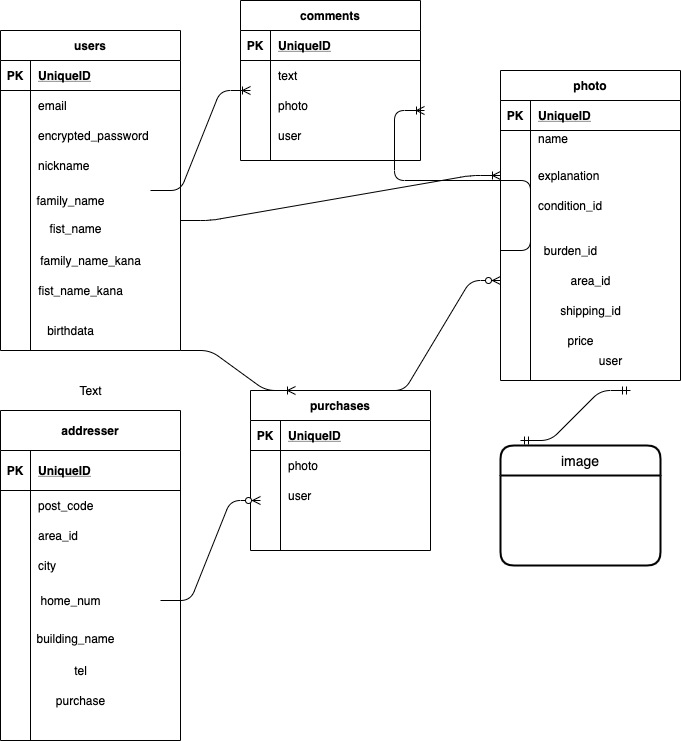 comments
PK UniqueID
text
photo
user
users
PK UniqueID
email
encrypted_password
nickname
family_name
fist_name
family_name_kana
fist_name_kana
birthdata
photo
PK UniqueID
name
explanation
condition_id
burden_id
area_id
shipping_id
price
user
Text
addresser
PK UniqueID
post_code
area_id
city
home_num
building_name
tel
purchase
purchases
PK UniqueID
photo
user
image